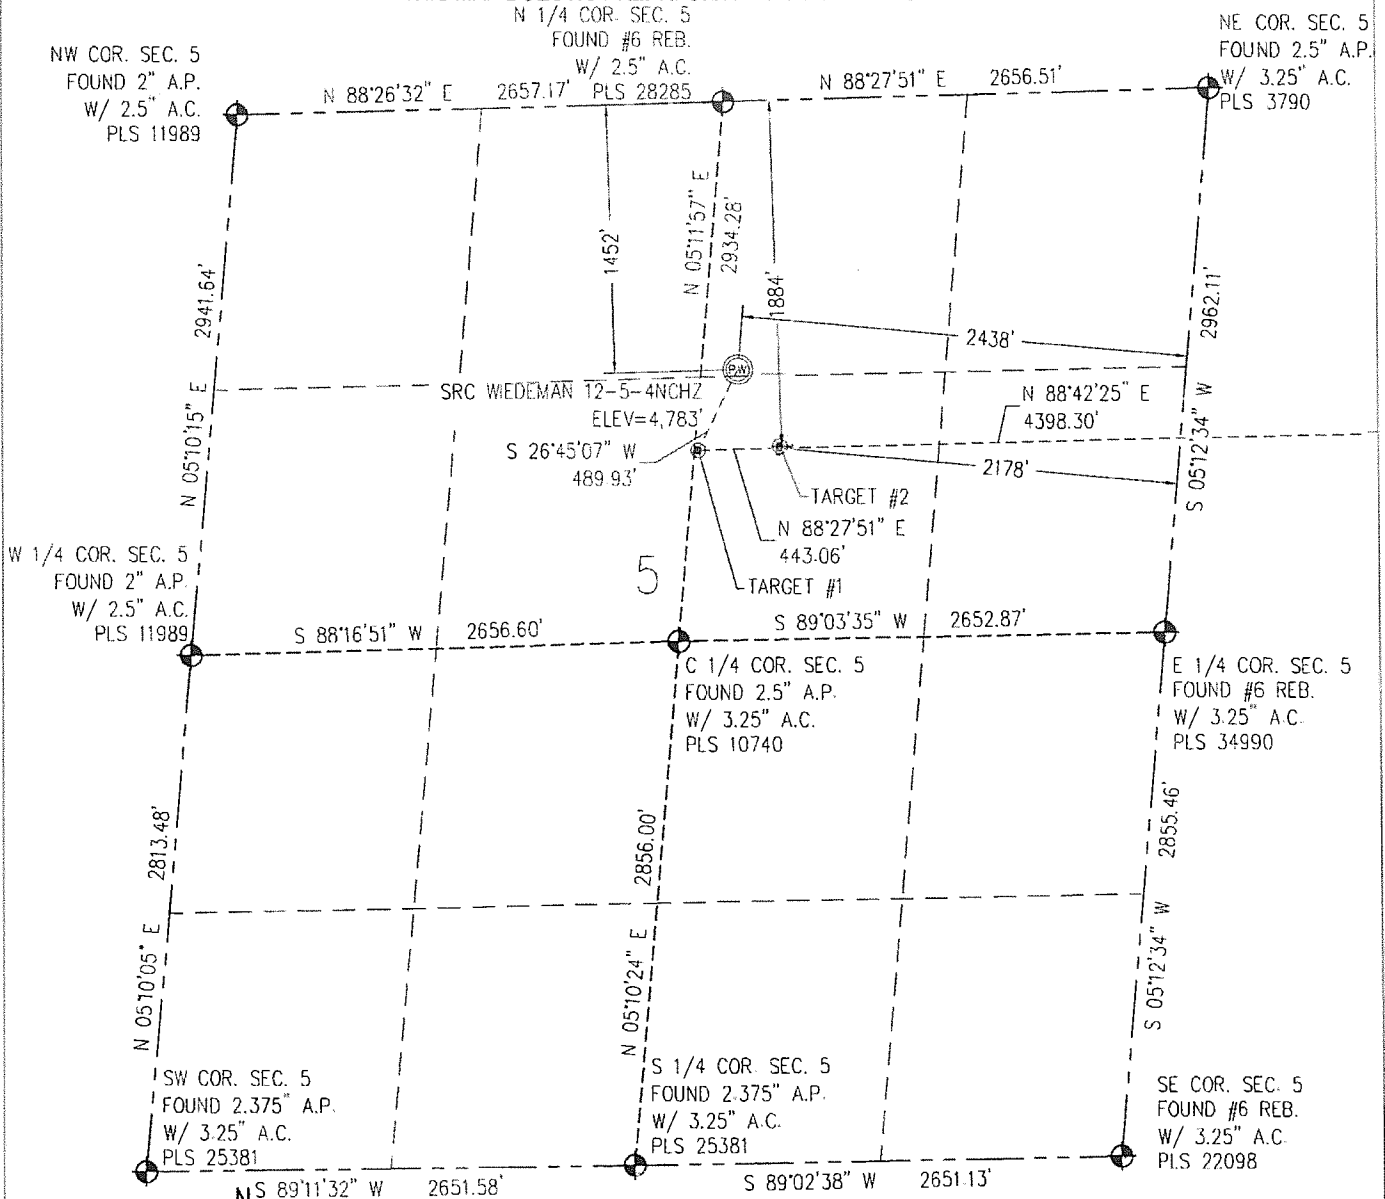 N 1/4 COR. SEC. 5
FOUND #6 REB.
W/ 2.5" A.C.
PLS 28285
NE COR. SEC. 5
FOUND 2.5" A.P.
W/ 3.25" A.C.
PLS 3790
NW COR. SEC. 5
FOUND 2" A.P.
W/ 2.5" A.C.
PLS 11989
N 88°26'32" E 2657.17'
N 88°27'51" E 2656.51'
2941.64'
N 05°10'15" E
1452'
N 05°11'57" E
2934.28'
1884'
2962.11'
S 05°12'34" W
2438'
P.W
SRC WIEDEMAN 12-5-4NCHZ
ELEV=4,783'
N 88°42'25" E
4398.30'
S 26°45'07" W
489.93'
2178'
TARGET #2
N 88°27'51" E
443.06'
TARGET #1
5
W 1/4 COR. SEC. 5
FOUND 2" A.P.
W/ 2.5" A.C.
PLS 11989
S 88°16'51" W 2656.60'
S 89°03'35" W 2652.87'
C 1/4 COR. SEC. 5
FOUND 2.5" A.P.
W/ 3.25" A.C.
PLS 10740
E 1/4 COR. SEC. 5
FOUND #6 REB.
W/ 3.25" A.C.
PLS 34990
2813.48'
N 05°10'05" E
2856.00'
N 05°10'24" E
2855.46'
S 05°12'34" W
SW COR. SEC. 5
FOUND 2.375" A.P.
W/ 3.25" A.C.
PLS 25381
S 1/4 COR. SEC. 5
FOUND 2.375" A.P.
W/ 3.25" A.C.
PLS 25381
SE COR. SEC. 5
FOUND #6 REB.
W/ 3.25" A.C.
PLS 22098
N
S 89°11'32" W 2651.58'
S 89°02'38" W 2651.13'